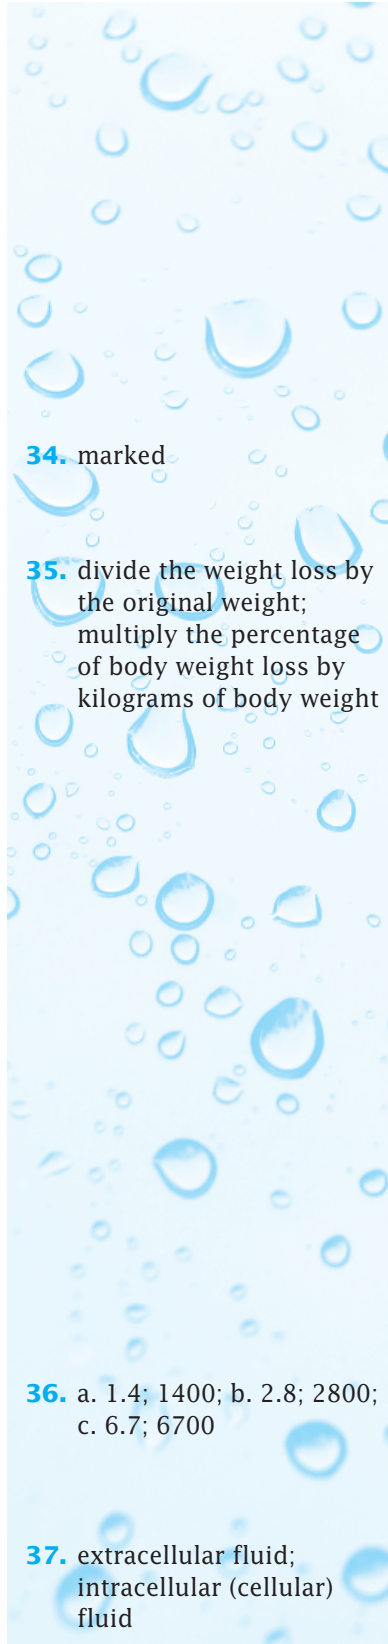 34. marked
35. divide the weight loss by
the original weight;
multiply the percentage
of body weight loss by
kilograms of body weight
36. a. 1.4; 1400; b. 2.8; 2800;
c. 6.7; 6700
37. extracellular fluid;
intracellular (cellular)
fluid